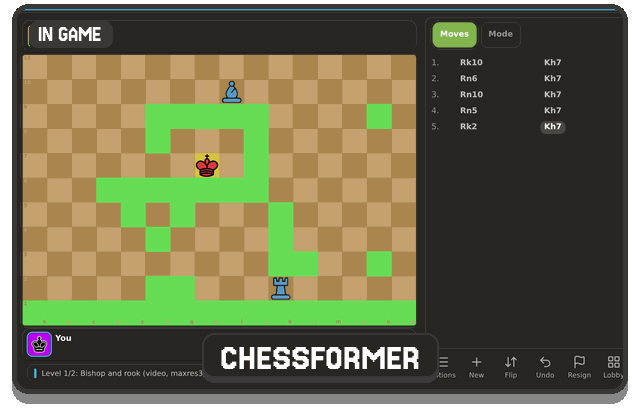 IN GAME
Moves
Mode
1. Rk10 Kh7
2. Rn6 Kh7
3. Rn10 Kh7
4. Rn5 Kh7
5. Rk2 Kh7
You
CHESSFORMER
Level 1/2: Bishop and rook (video, maxres3
New
Flip
Undo
Resign
Lobby